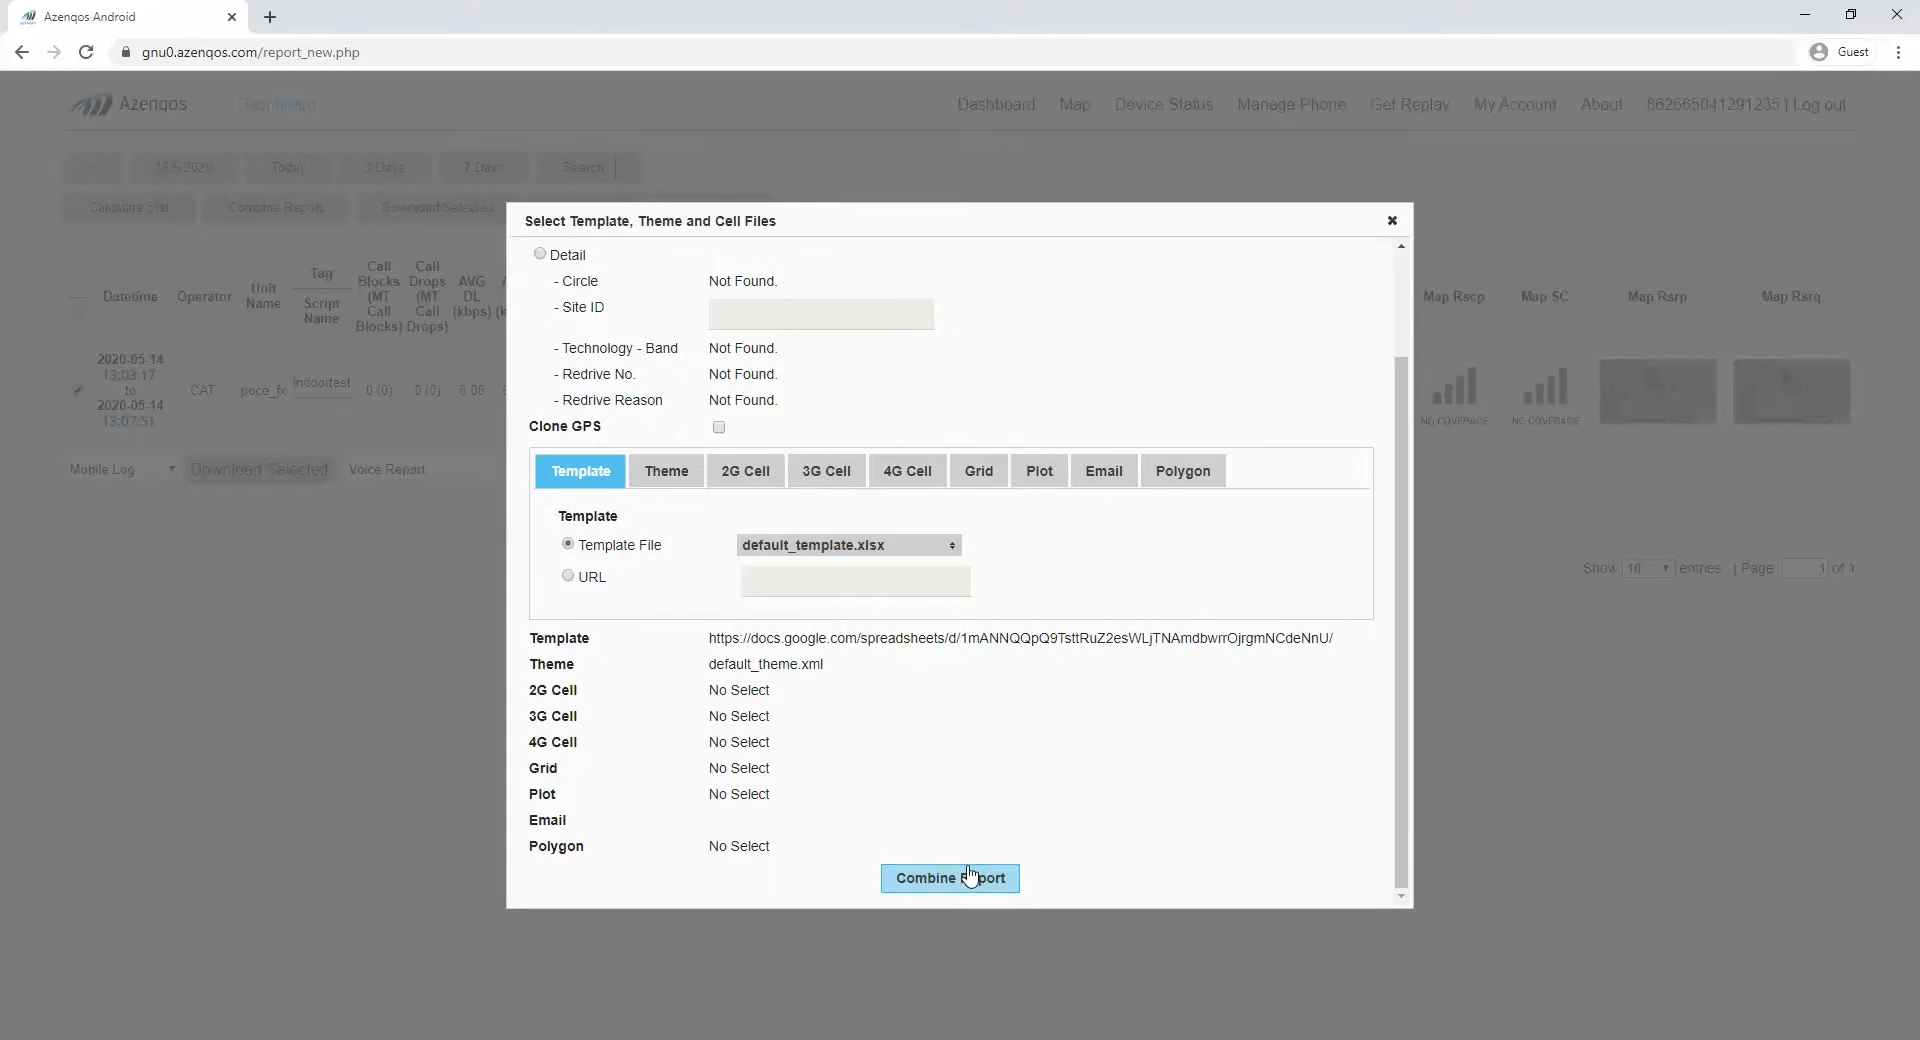 Azenqos Android
gnu0.azenqos.com/report_new.php
Guest
Azenqos Dashboard
Dashboard Map Device Status Manage Phone Get Replay My Account About 862665041291235 | Log out
15/5/2020 Today 3 Days 7 Days Search
Calculate Stat Combine Report Download Selected
Select Template, Theme and Cell Files
Detail
- Circle Not Found.
- Site ID
- Technology - Band Not Found.
- Redrive No. Not Found.
- Redrive Reason Not Found.
Clone GPS
Template Theme 2G Cell 3G Cell 4G Cell Grid Plot Email Polygon
Template
Template File default_template.xlsx
URL
Template https://docs.google.com/spreadsheets/d/1mANNQQpQ9TsttRuZ2esWLjTNAmdbwrrOjrgmNCdeNnU/
Theme default_theme.xml
2G Cell No Select
3G Cell No Select
4G Cell No Select
Grid No Select
Plot No Select
Email
Polygon No Select
Combine Report
Datetime
Operator
Unit
Name
Tag
Script
Name
Call
Blocks
(MT
Call
Blocks)
Call
Drops
(MT
Call
Drops)
AVG
DL
(kbps)
Map Rscp Map SC Map Rsrp Map Rsrq
2020-05-14
13:03:17
to
2020-05-14
13:07:51
CAT
poco_fx
indoortest
0 (0)
0 (0)
0.00
NO COVERAGE NO COVERAGE
Mobile Log Download Selected Voice Report
Show 10 entries | Page 1 of 1